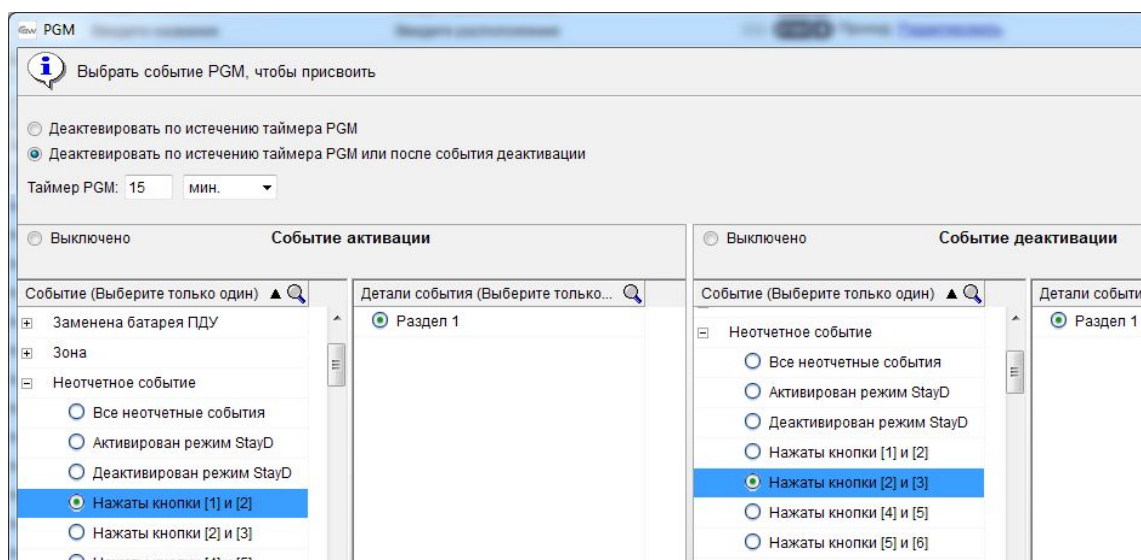 PGM
Выбрать событие PGM, чтобы присвоить
Деактевировать по истечению таймера PGM
Деактевировать по истечению таймера PGM или после события деактивации
Таймер PGM: 15 мин.
Выключено Событие активации
Выключено Событие деактивации
Событие (Выберите только один)
Детали события (Выберите только...
Заменена батарея ПДУ
Зона
Неотчетное событие
Все неотчетные события
Активирован режим StayD
Деактивирован режим StayD
Нажаты кнопки [1] и [2]
Нажаты кнопки [2] и [3]
Раздел 1
Событие (Выберите только один)
Детали событи
Неотчетное событие
Все неотчетные события
Активирован режим StayD
Деактивирован режим StayD
Нажаты кнопки [1] и [2]
Нажаты кнопки [2] и [3]
Нажаты кнопки [4] и [5]
Нажаты кнопки [5] и [6]
Раздел 1